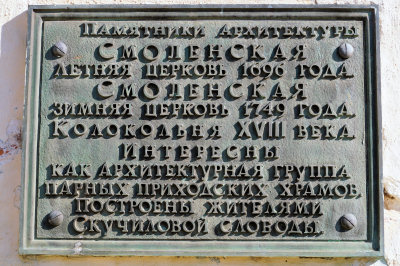 Памятники архитектуры
Смоленская
летняя церковь 1696 года.
Смоленская
зимняя церковь 1749 года.
Колокольня XVIII века.
Интересны
как архитектурная группа
парных приходских храмов.
Построены жителями
Скучиловой слободы.